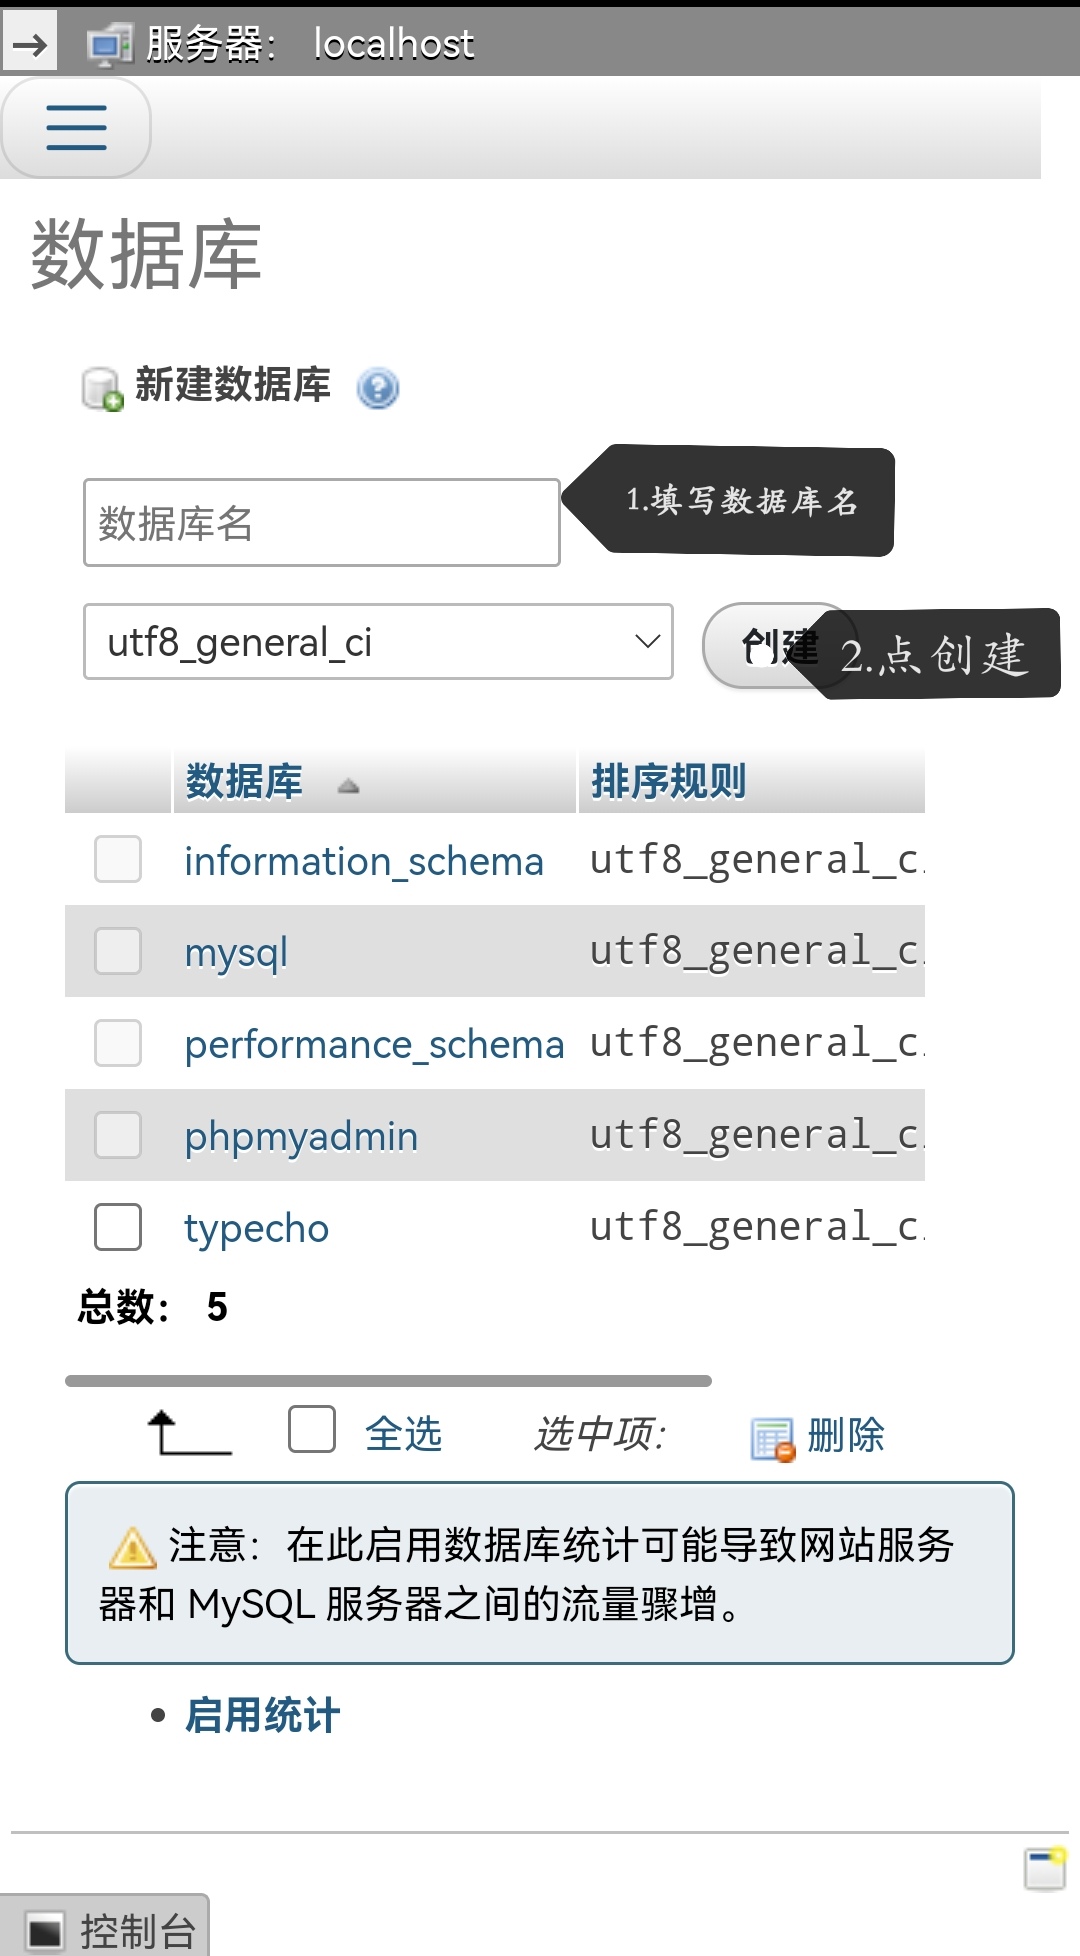 服务器： localhost
数据库
新建数据库
数据库名
1.填写数据库名
utf8_general_ci
创建
2.点创建
数据库 排序规则
information_schema utf8_general_c
mysql utf8_general_c
performance_schema utf8_general_c
phpmyadmin utf8_general_c
typecho utf8_general_c
总数： 5
全选 选中项： 删除
注意：在此启用数据库统计可能导致网站服务
器和 MySQL 服务器之间的流量骤增。
启用统计
控制台